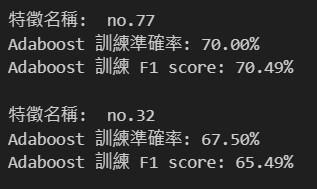 特徵名稱:  no.77
Adaboost 訓練準確率: 70.00%
Adaboost 訓練 F1 score: 70.49%
特徵名稱:  no.32
Adaboost 訓練準確率: 67.50%
Adaboost 訓練 F1 score: 65.49%